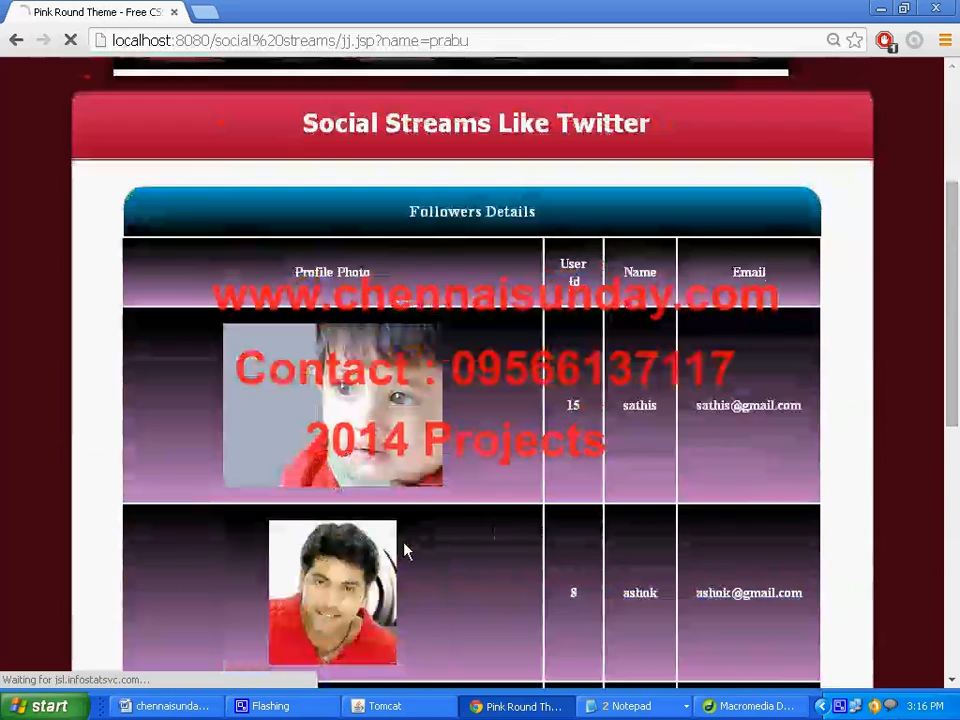 Pink Round Theme - Free CS
localhost:8080/social%20streams/jj.jsp?name=prabu
Social Streams Like Twitter
Followers Details
Profile Photo
User Id
Name
Email
www.chennaisunday.com
Contact : 09566137117
2014 Projects
15
sathis
sathis@gmail.com
8
ashok
ashok@gmail.com
Waiting for jsl.infostatsvc.com...
start
chennaisunda...
Flashing
Tomcat
Pink Round Th...
2 Notepad
Macromedia D...
3:16 PM